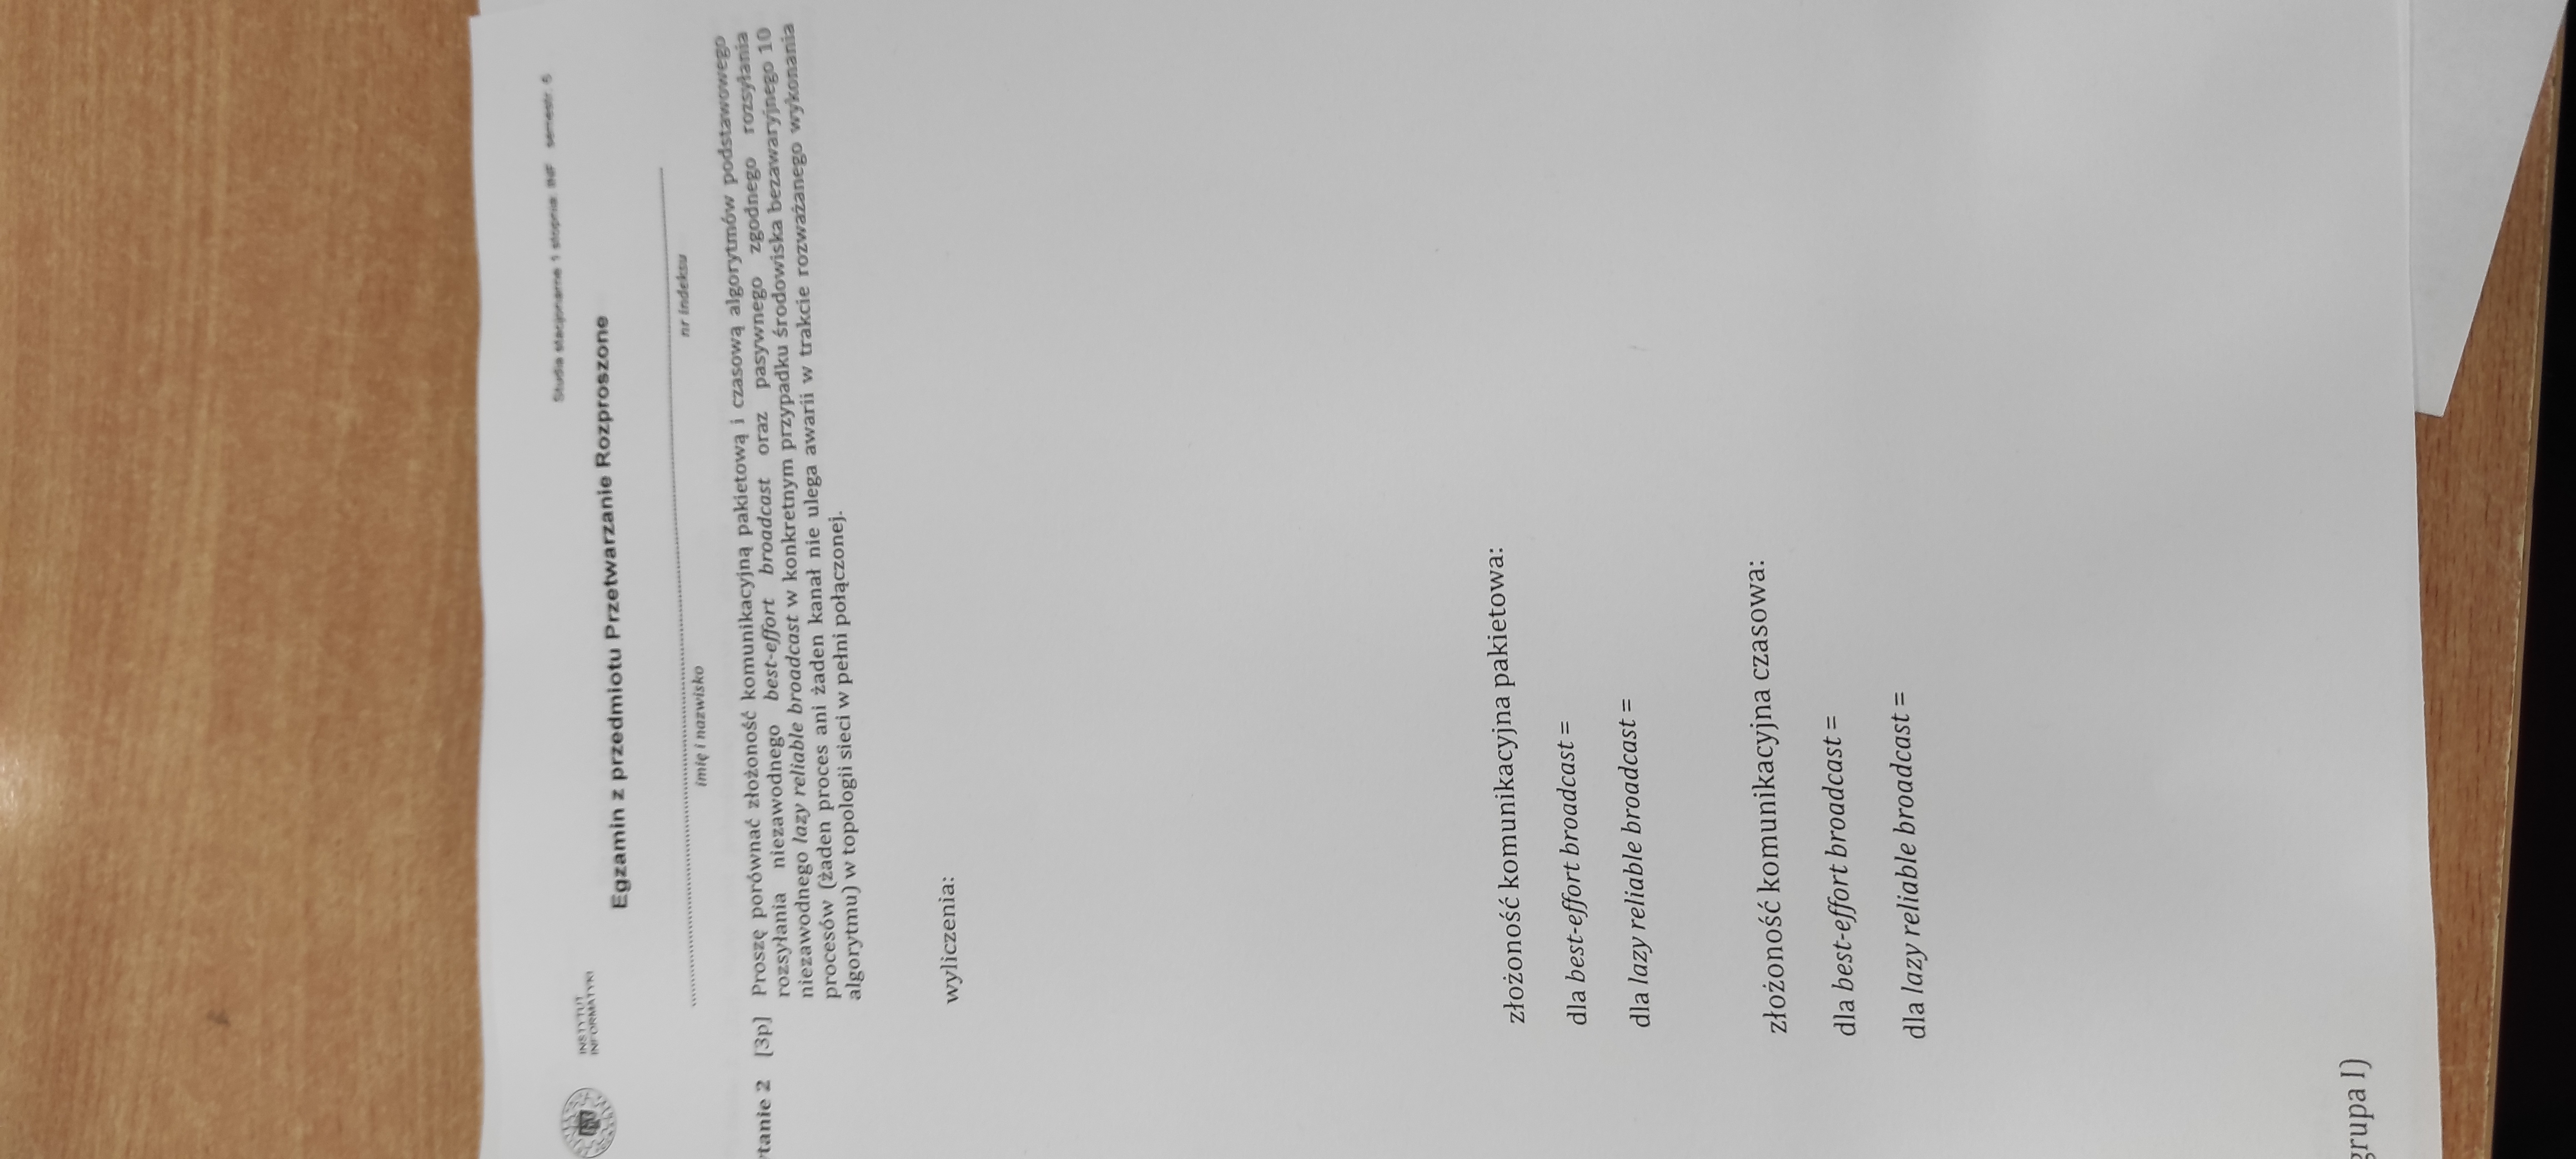 INSTYTUT
INFORMATYKI
Studia stacjonarne 1 stopnia: INF semestr. 6
Egzamin z przedmiotu Przetwarzanie Rozproszone
imię i nazwisko
nr indeksu
ytanie 2 [3p] Proszę porównać złożoność komunikacyjną pakietową i czasową algorytmów podstawowego
rozsyłania niezawodnego best-effort broadcast oraz pasywnego zgodnego rozsyłania
niezawodnego lazy reliable broadcast w konkretnym przypadku środowiska bezawaryjnego 10
procesów (żaden proces ani żaden kanał nie ulega awarii w trakcie rozważanego wykonania
algorytmu) w topologii sieci w pełni połączonej.
wyliczenia:
złożoność komunikacyjna pakietowa:
dla best-effort broadcast =
dla lazy reliable broadcast =
złożoność komunikacyjna czasowa:
dla best-effort broadcast =
dla lazy reliable broadcast =
grupa I)